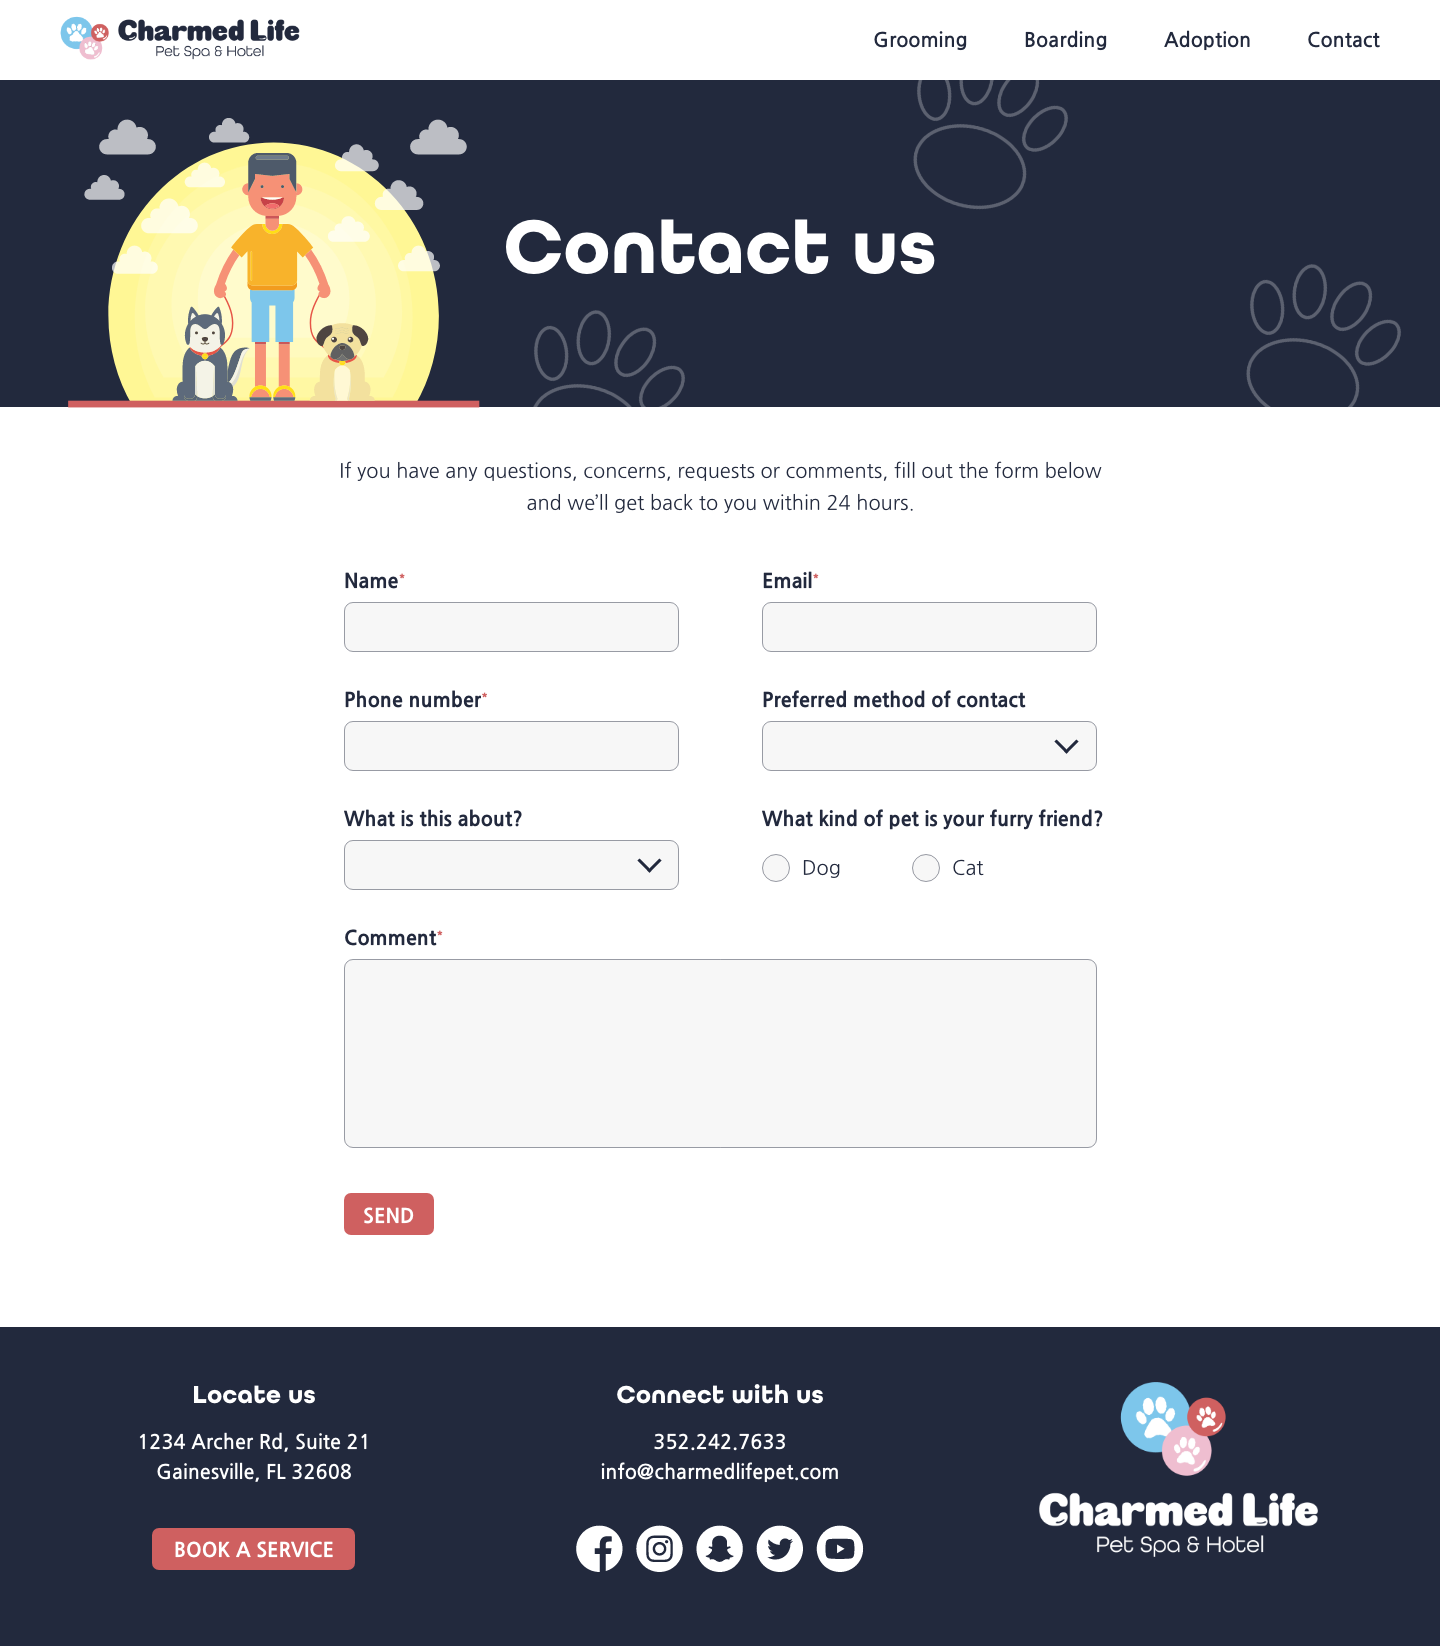 Charmed Life
Pet Spa & Hotel
Grooming Boarding Adoption Contact
Contact us
If you have any questions, concerns, requests or comments, fill out the form below
and we’ll get back to you within 24 hours.
Name* Email*
Phone number* Preferred method of contact
What is this about? What kind of pet is your furry friend?
Dog Cat
Comment*
SEND
Locate us
1234 Archer Rd, Suite 21
Gainesville, FL 32608
BOOK A SERVICE
Connect with us
352.242.7633
info@charmedlifepet.com
Charmed Life
Pet Spa & Hotel